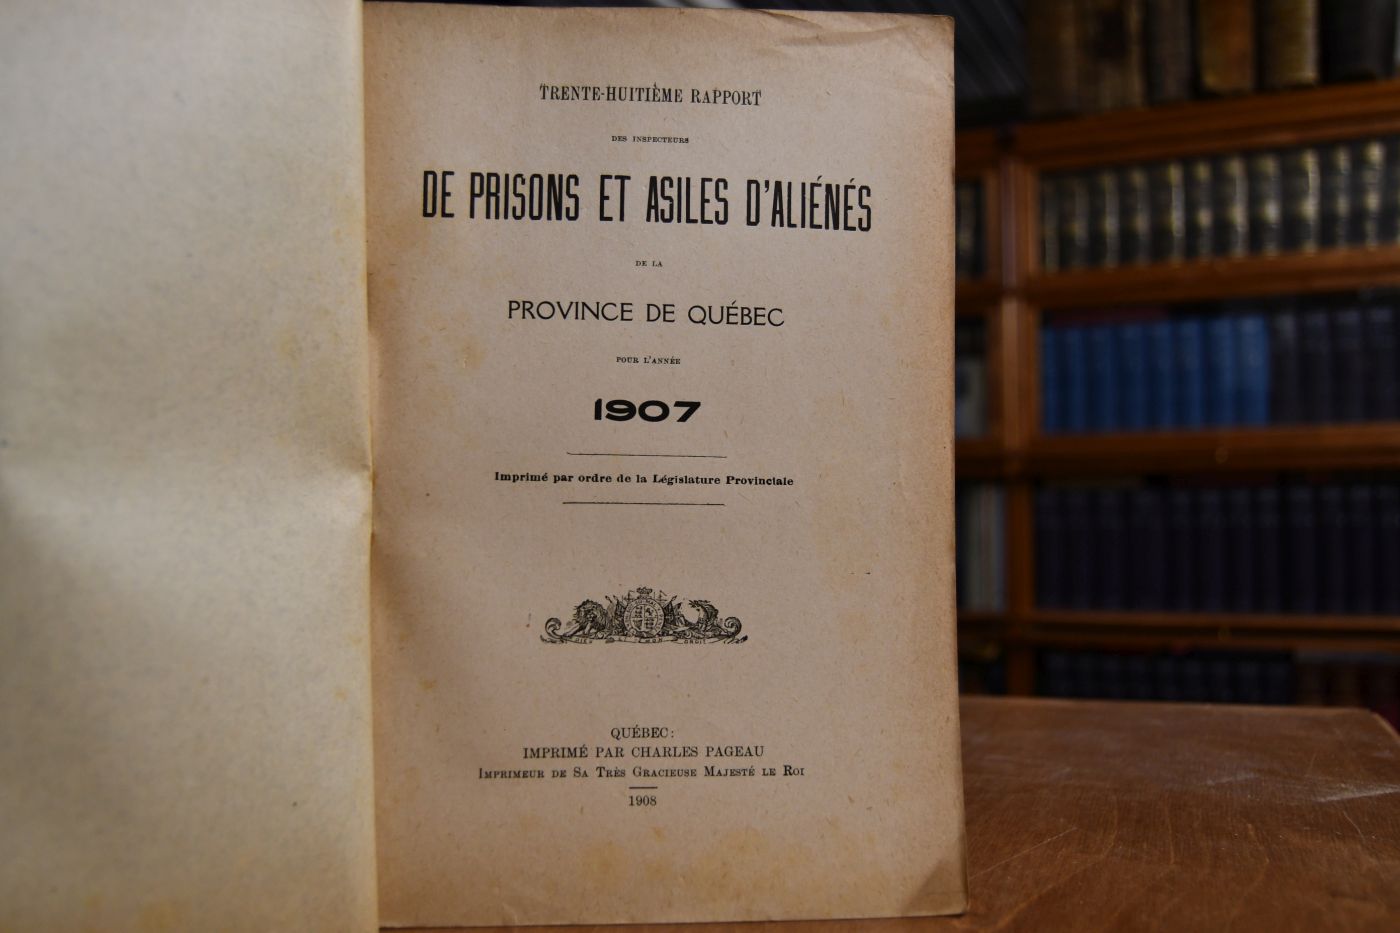 TRENTE-HUITIÈME RAPPORT
DES INSPECTEURS
DE PRISONS ET ASILES D'ALIÉNÉS
DE LA
PROVINCE DE QUÉBEC
POUR L'ANNÉE
1907
Imprimé par ordre de la Législature Provinciale
QUÉBEC:
IMPRIMÉ PAR CHARLES PAGEAU
IMPRIMEUR DE SA TRÈS GRACIEUSE MAJESTÉ LE ROI
1908